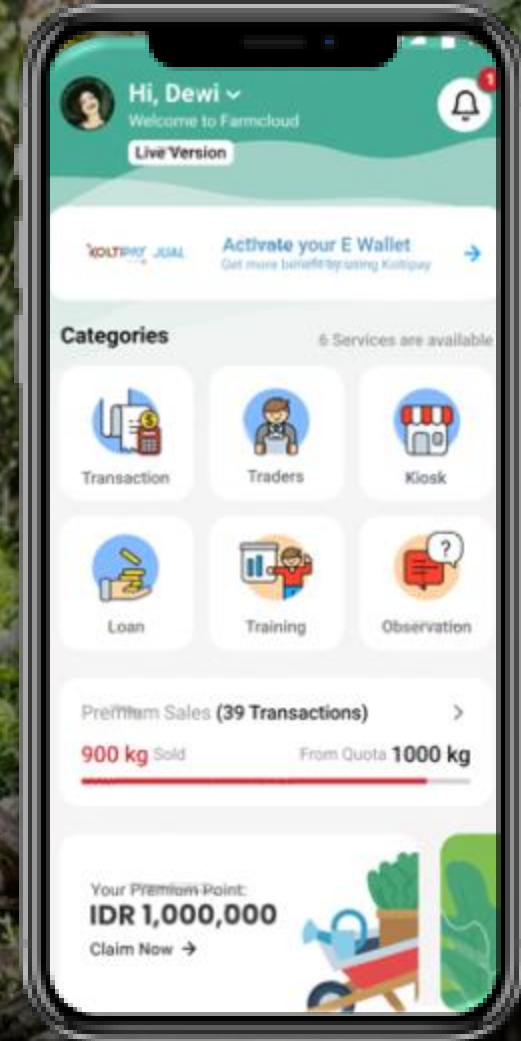 Hi, Dewi
1
Welcome to Farmcloud
Live Version
KOLTIPAY JUAL
Activate your E Wallet
Get more benefit by using Koltipay
Categories
6 Services are available
Transaction
Traders
Kiosk
Loan
Training
?
Observation
Premium Sales (39 Transactions)
900 kg Sold
From Quota 1000 kg
Your Premium Point:
IDR 1,000,000
Claim Now →